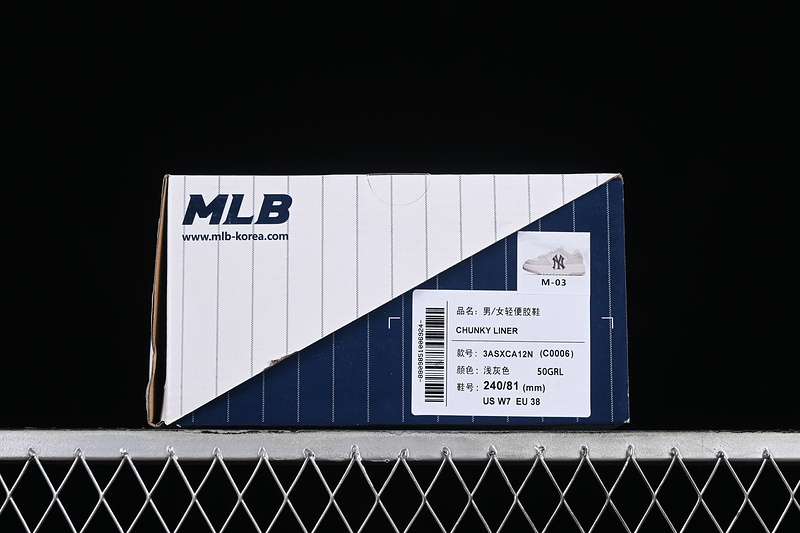 MLB
www.mlb-korea.com
NY
M-03
品名：男/女轻便胶鞋
CHUNKY LINER
款号：3ASXCA12N (C0006)
颜色：浅灰色 50GRL
鞋号：240/81 (mm)
US W7 EU 38